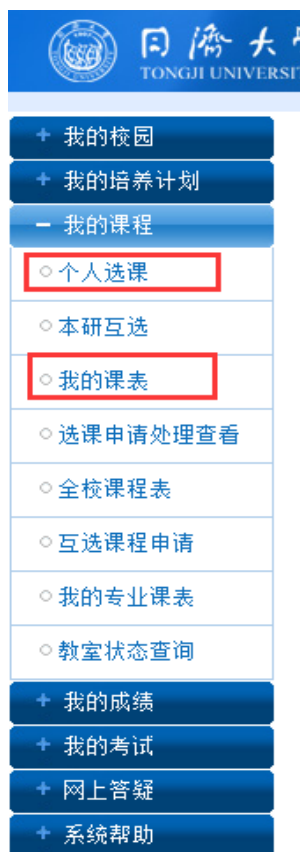 同濟大
TONGJI UNIVERSIT
我的校园
我的培养计划
我的课程
个人选课
本研互选
我的课表
选课申请处理查看
全校课程表
互选课程申请
我的专业课表
教室状态查询
我的成绩
我的考试
网上答疑
系统帮助